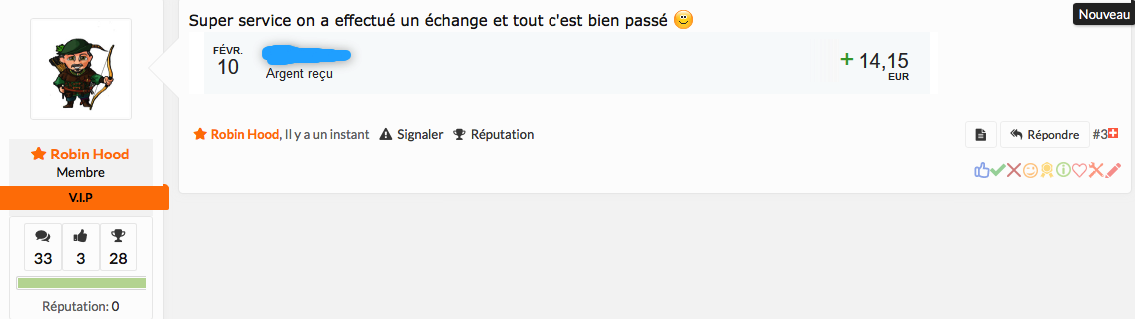 Nouveau
Super service on a effectué un échange et tout c'est bien passé
FÉVR.
10
Argent reçu
+ 14,15
EUR
Robin Hood, Il y a un instant Signaler Réputation
Répondre #3
Robin Hood
Membre
V.I.P
33 3 28
Réputation: 0